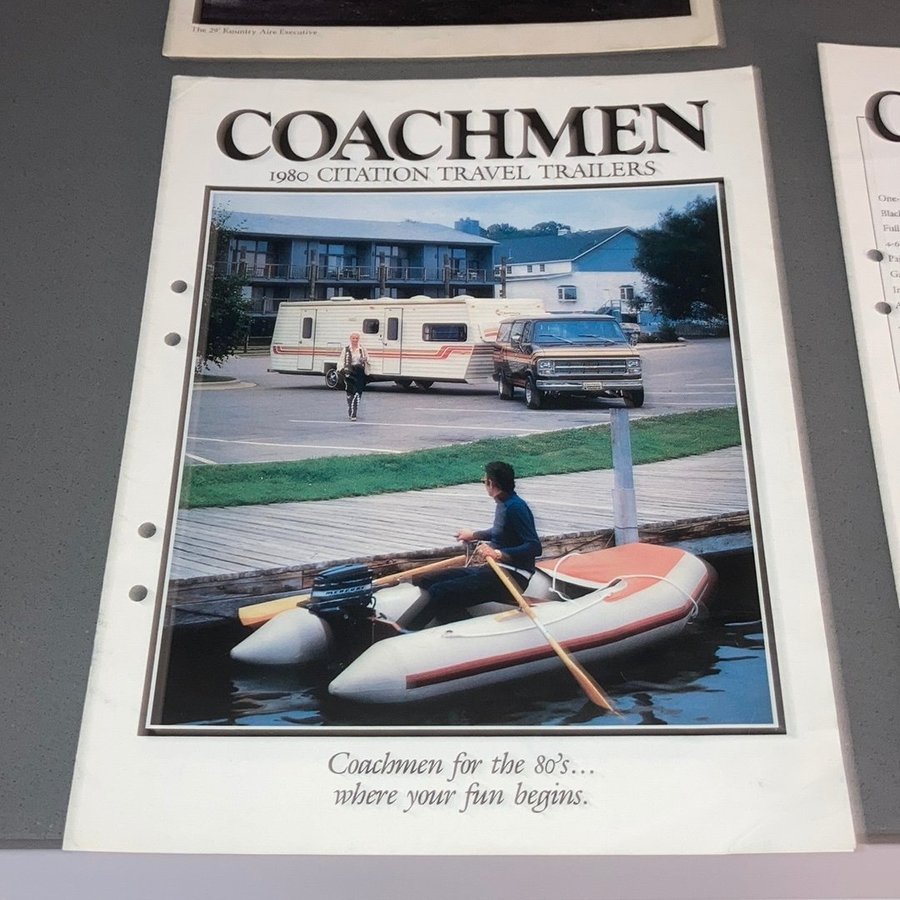 The 29' Kountry Aire Executive
COACHMEN
1980 CITATION TRAVEL TRAILERS
Coachmen for the 80's...
where your fun begins.